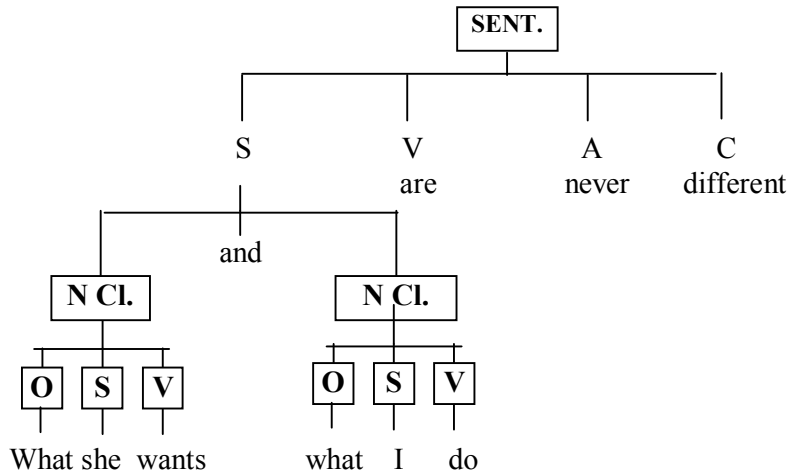 SENT.
S V A C
are never different
and
N Cl. N Cl.
O S V O S V
What she wants what I do